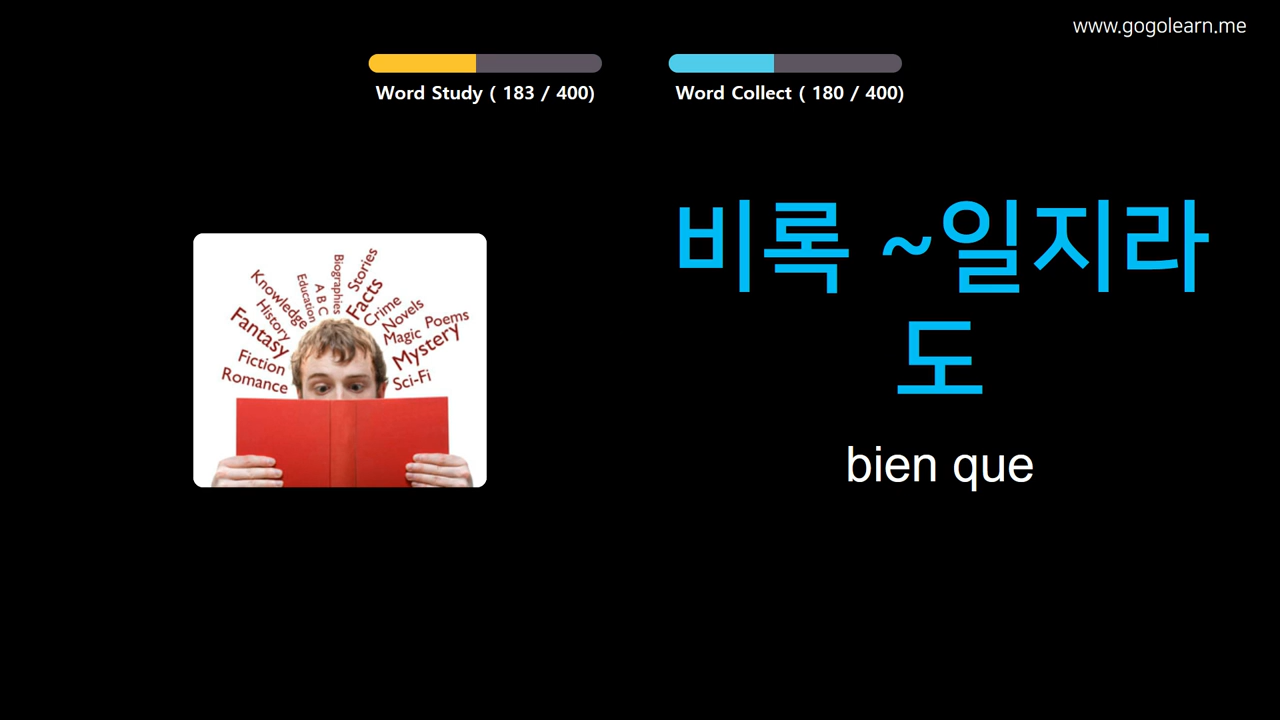 www.gogolearn.me
Word Study ( 183 / 400)
Word Collect ( 180 / 400)
Knowledge
History
Fantasy
Fiction
Romance
Education
A B C
Biographies
Stories
Facts
Crime
Novels
Magic
Poems
Mystery
Sci-Fi
비록 ~일지라
도
bien que